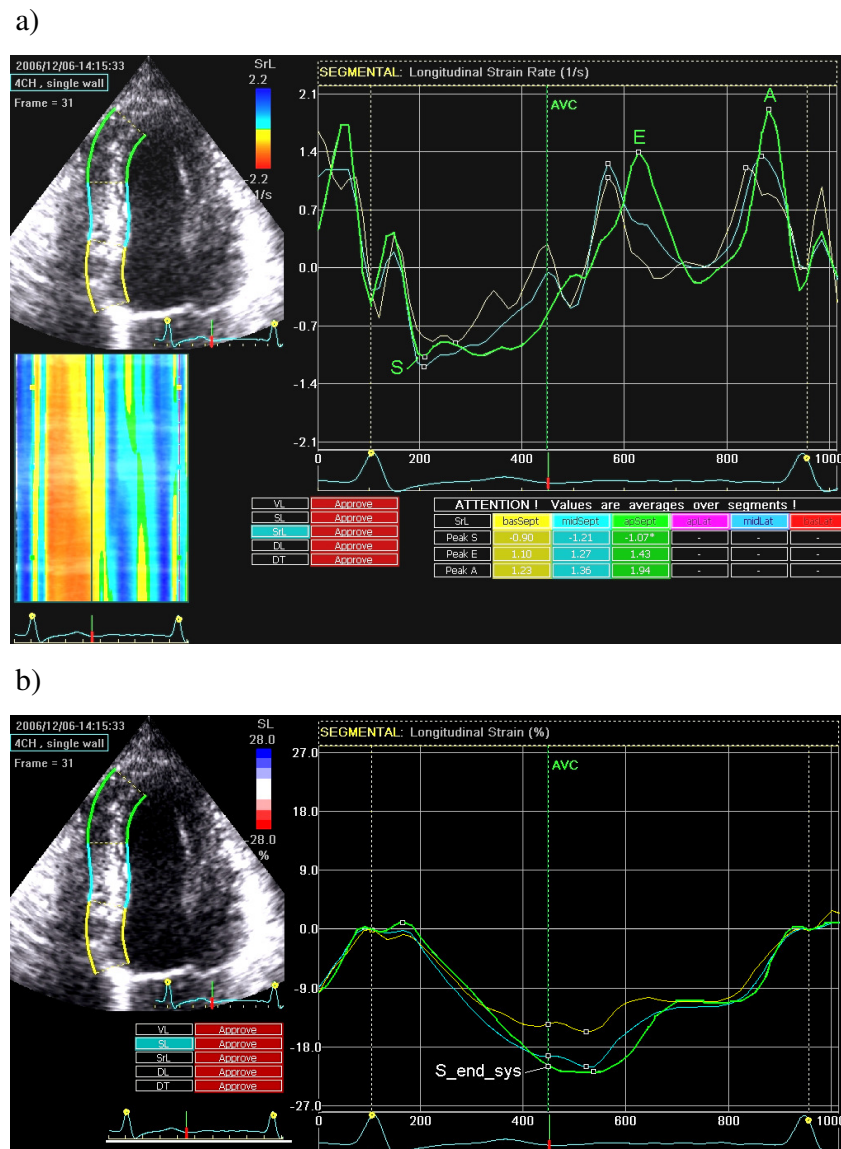 a)
2006/12/06-14:15:33
4CH , single wall
Frame = 31
SrL
2.2
-2.2
1/s
SEGMENTAL: Longitudinal Strain Rate (1/s)
2.1
1.4
0.7
0.0
-0.7
-1.4
-2.1
AVC
E
A
S
0 200 400 600 800 1000
VL Approve
SL Approve
SrL Approve
DL Approve
DT Approve
ATTENTION ! Values are averages over segments !
SrL basSept midSept apSept apLat midLat basLat
Peak S -0.90 -1.21 -1.07* - - -
Peak E 1.10 1.27 1.43 - - -
Peak A 1.23 1.36 1.94 - - -
b)
2006/12/06-14:15:33
4CH , single wall
Frame = 31
SL
28.0
-28.0
%
SEGMENTAL: Longitudinal Strain (%)
27.0
18.0
9.0
0.0
-9.0
-18.0
-27.0
AVC
S_end_sys
0 200 400 600 800 1000
VL Approve
SL Approve
SrL Approve
DL Approve
DT Approve